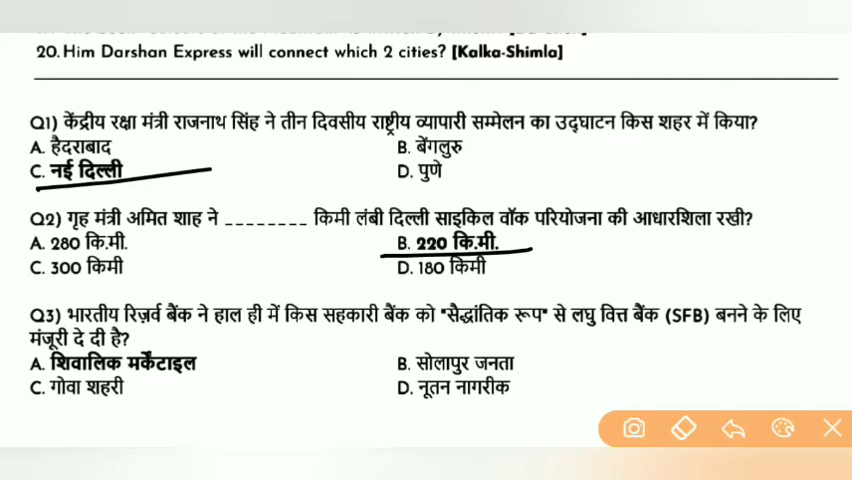 20. Him Darshan Express will connect which 2 cities? [Kalka-Shimla]
Q1) केंद्रीय रक्षा मंत्री राजनाथ सिंह ने तीन दिवसीय राष्ट्रीय व्यापारी सम्मेलन का उद्घाटन किस शहर में किया?
A. हैदराबाद B. बेंगलुरु
C. नई दिल्ली D. पुणे
Q2) गृह मंत्री अमित शाह ने ________ किमी लंबी दिल्ली साइकिल वॉक परियोजना की आधारशिला रखी?
A. 280 कि.मी. B. 220 कि.मी.
C. 300 किमी D. 180 किमी
Q3) भारतीय रिज़र्व बैंक ने हाल ही में किस सहकारी बैंक को "सैद्धांतिक रूप" से लघु वित्त बैंक (SFB) बनने के लिए
मंजूरी दे दी है?
A. शिवालिक मर्केंटाइल B. सोलापुर जनता
C. गोवा शहरी D. नूतन नागरीक